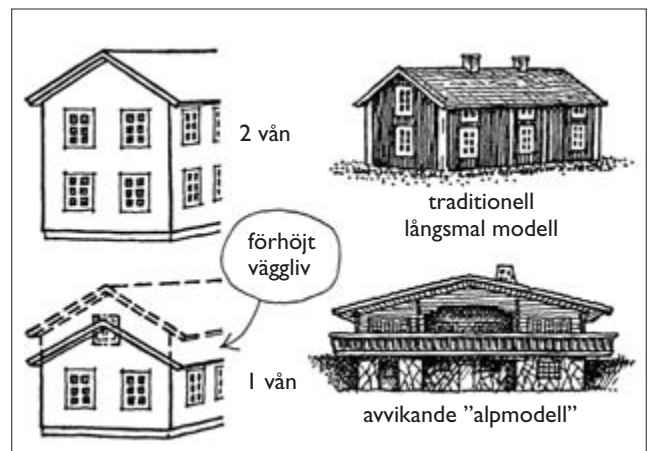 2 vån
traditionell
långsmal modell
förhöjt
väggliv
1 vån
avvikande ”alpmodell”